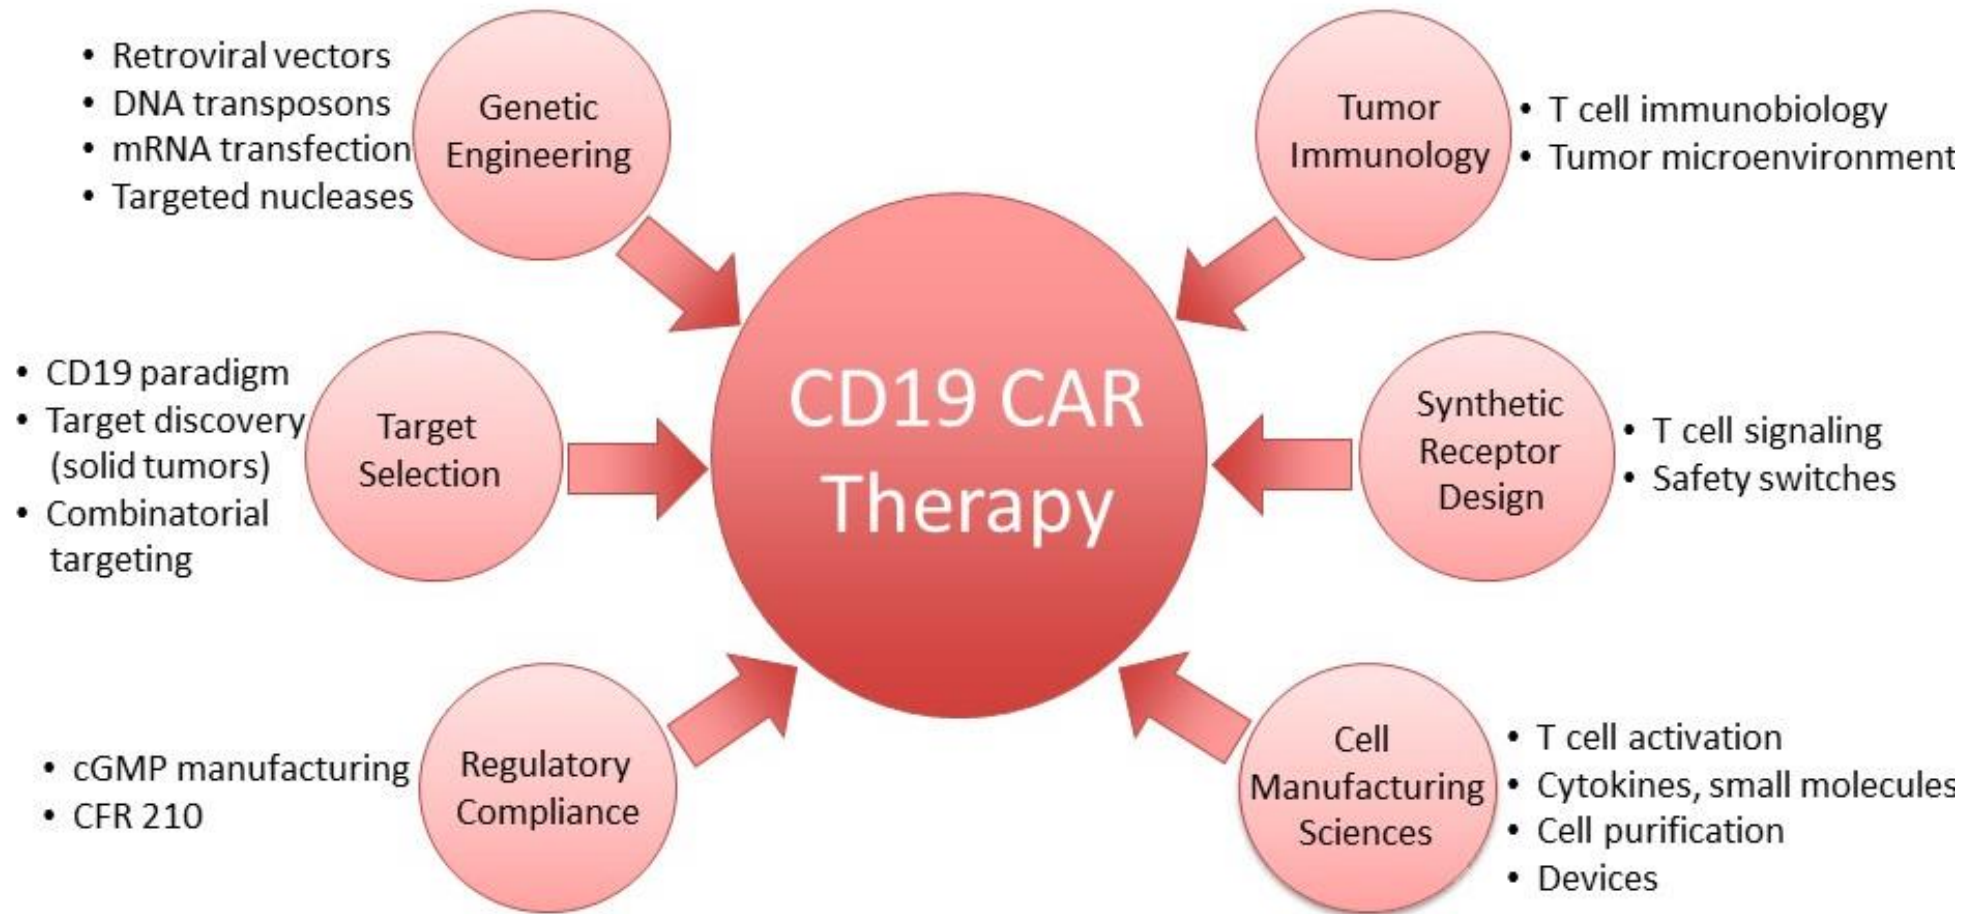 • Retroviral vectors
• DNA transposons
• mRNA transfection
• Targeted nucleases
Genetic
Engineering
Tumor
Immunology
• T cell immunobiology
• Tumor microenvironment
• CD19 paradigm
• Target discovery
(solid tumors)
• Combinatorial
targeting
Target
Selection
CD19 CAR
Therapy
Synthetic
Receptor
Design
• T cell signaling
• Safety switches
• cGMP manufacturing
• CFR 210
Regulatory
Compliance
Cell
Manufacturing
Sciences
• T cell activation
• Cytokines, small molecules
• Cell purification
• Devices